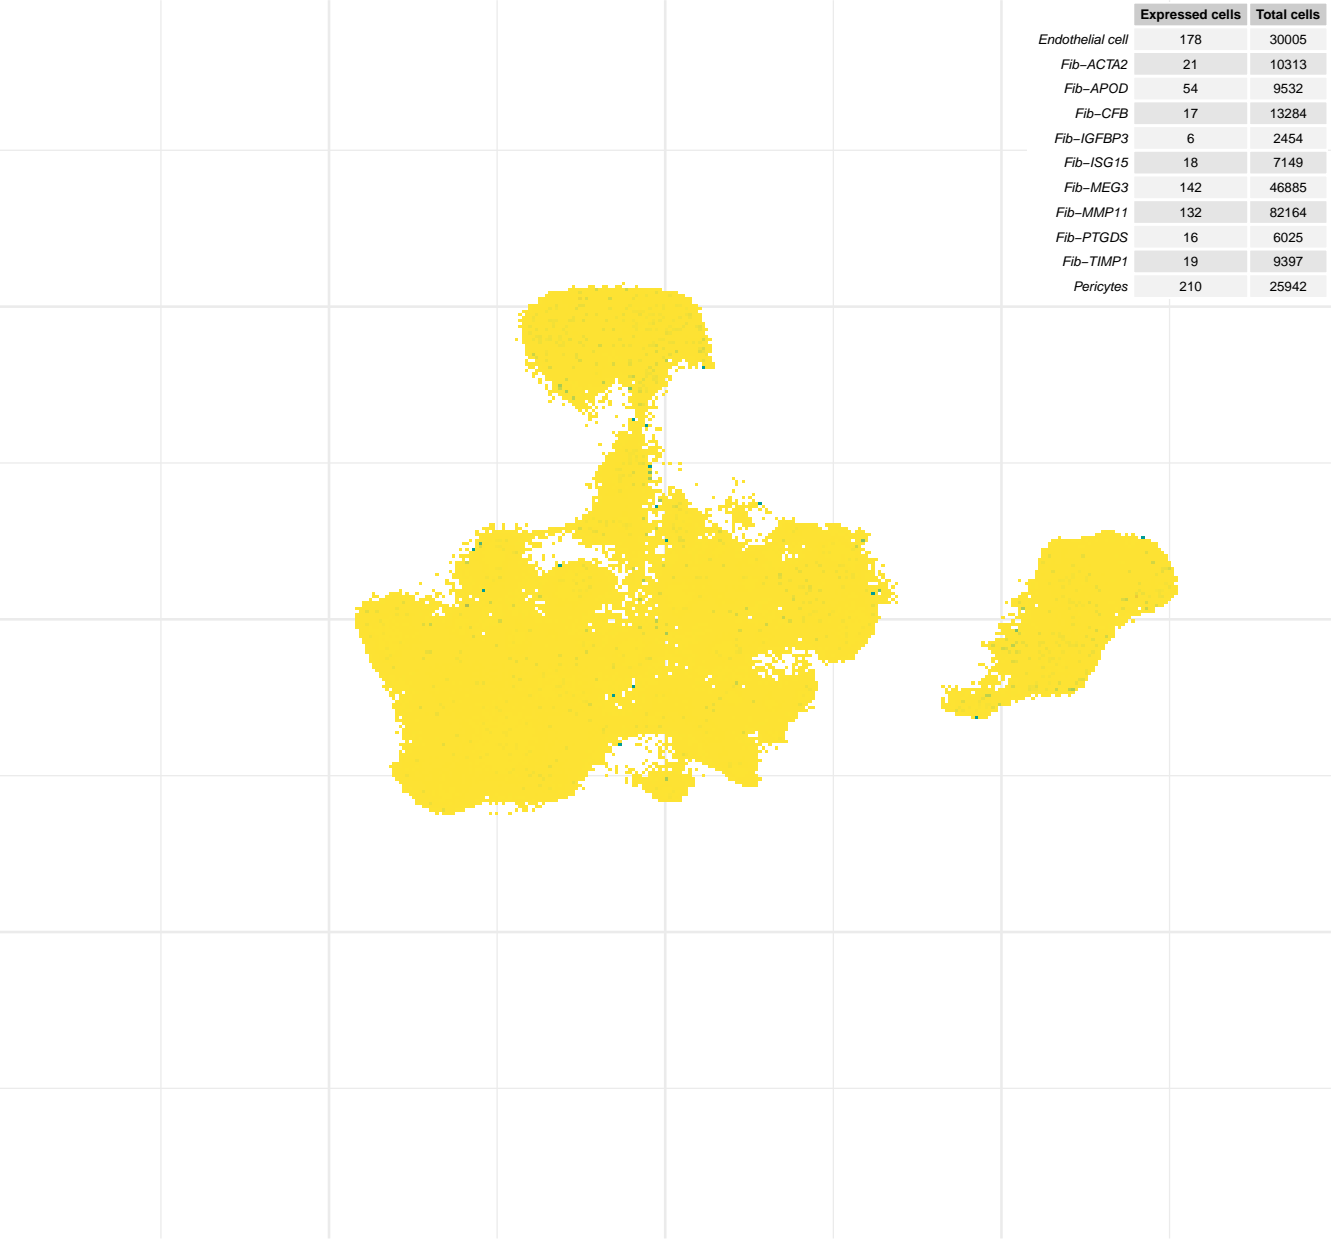 Expressed cells Total cells
Endothelial cell 178 30005
Fib−ACTA2 21 10313
Fib−APOD 54 9532
Fib−CFB 17 13284
Fib−IGFBP3 6 2454
Fib−ISG15 18 7149
Fib−MEG3 142 46885
Fib−MMP11 132 82164
Fib−PTGDS 16 6025
Fib−TIMP1 19 9397
Pericytes 210 25942